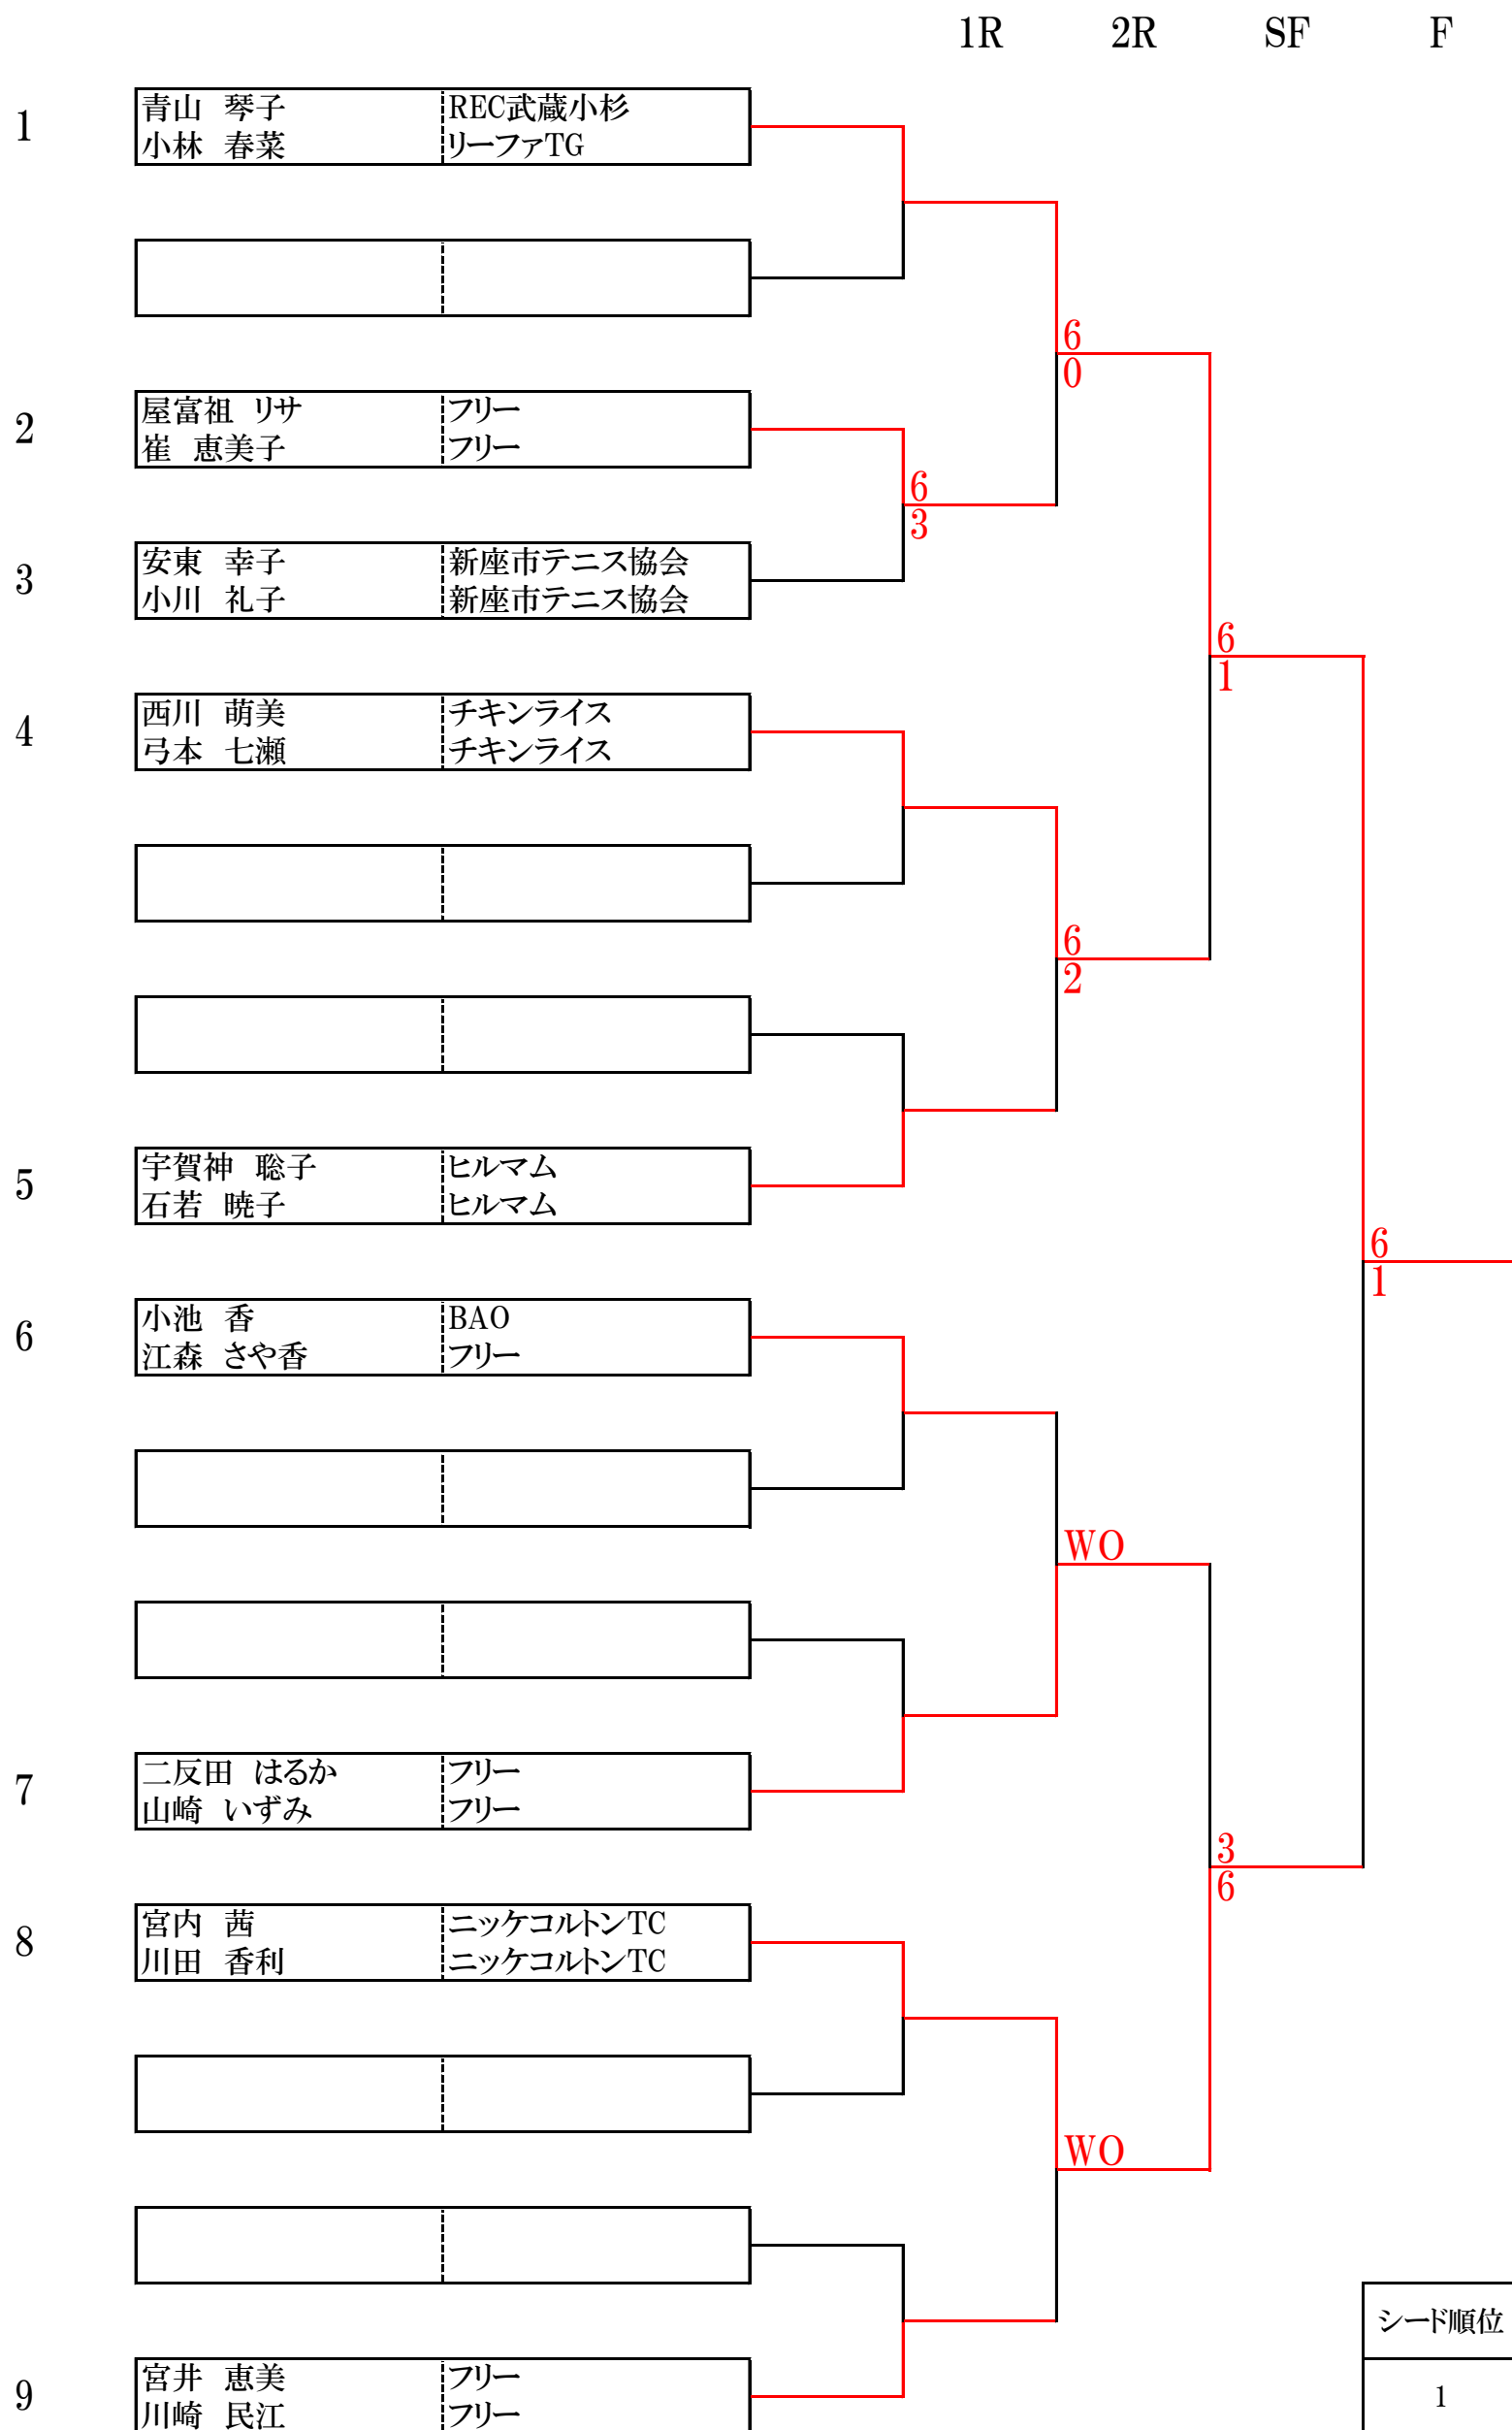 1R 2R SF F
1 青山 琴子 REC武蔵小杉
小林 春菜 リーファTG
6
0
2 屋富祖 リサ フリー
崔 恵美子 フリー
6
3
3 安東 幸子 新座市テニス協会
小川 礼子 新座市テニス協会
6
1
4 西川 萌美 チキンライス
弓本 七瀬 チキンライス
6
2
5 宇賀神 聡子 ヒルマム
石若 暁子 ヒルマム
6
1
6 小池 香 BAO
江森 さや香 フリー
WO
7 二反田 はるか フリー
山崎 いずみ フリー
3
6
8 宮内 茜 ニッケコルトンTC
川田 香利 ニッケコルトンTC
WO
シード順位
9 宮井 恵美 フリー
川崎 民江 フリー
1